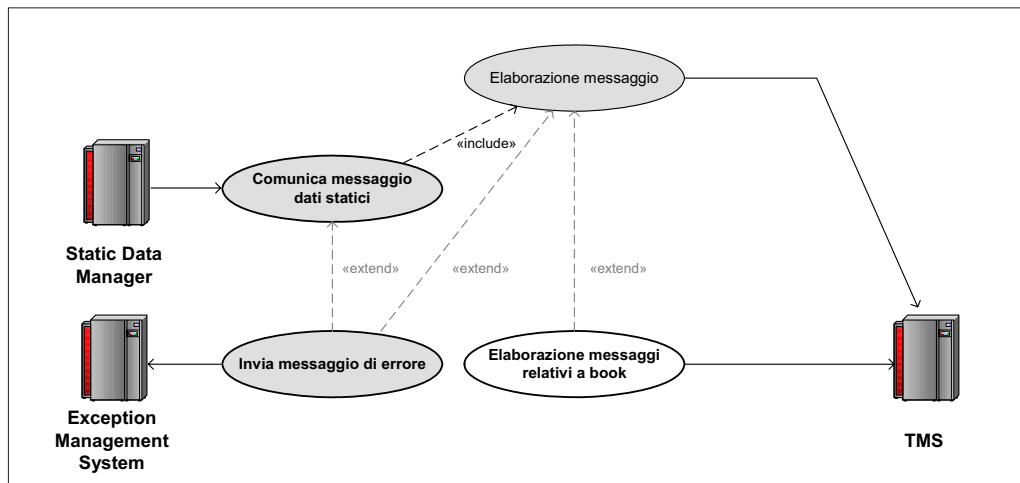 Elaborazione messaggio
«include»
Comunica messaggio
dati statici
Static Data
Manager
«extend»
«extend»
«extend»
Invia messaggio di errore
Elaborazione messaggi
relativi a book
Exception
Management
System
TMS